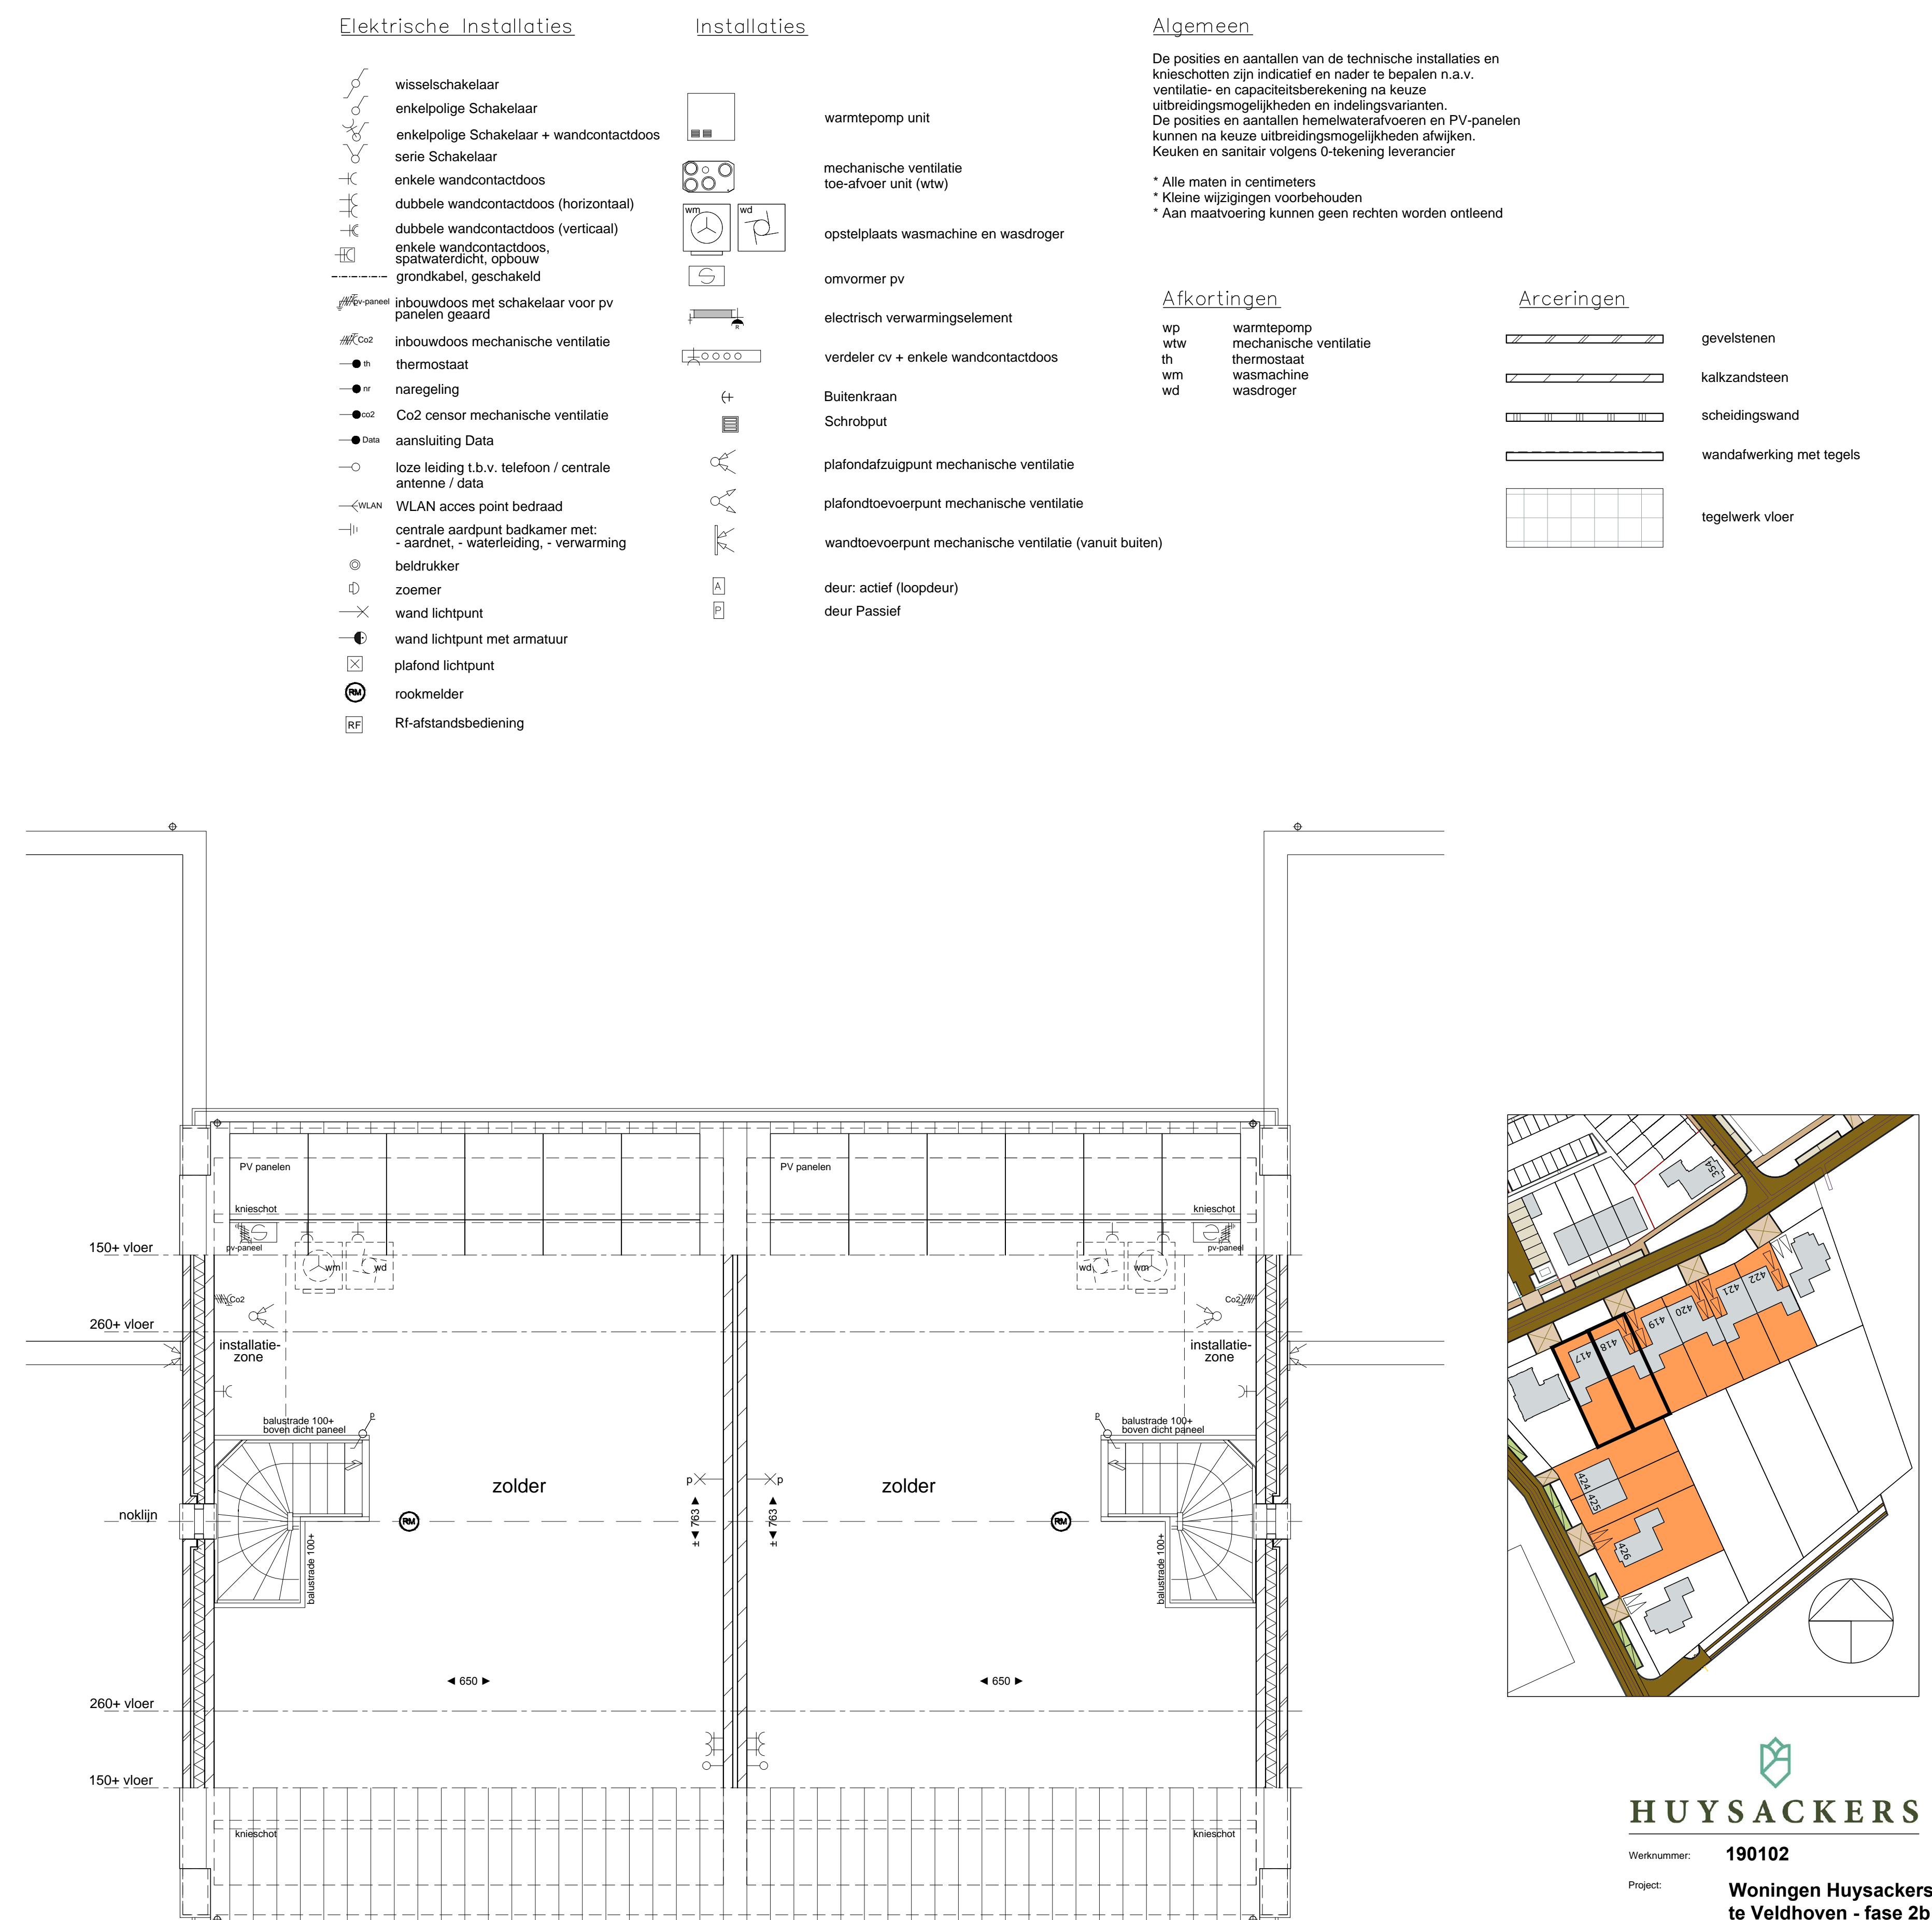 Elektrische Installaties
wisselschakelaar
enkelpolige Schakelaar
enkelpolige Schakelaar + wandcontactdoos
serie Schakelaar
enkele wandcontactdoos
dubbele wandcontactdoos (horizontaal)
dubbele wandcontactdoos (verticaal)
enkele wandcontactdoos,
spatwaterdicht, opbouw
grondkabel, geschakeld
pv-paneel inbouwdoos met schakelaar voor pv
panelen geaard
Co2 inbouwdoos mechanische ventilatie
th thermostaat
nr naregeling
co2 Co2 censor mechanische ventilatie
Data aansluiting Data
loze leiding t.b.v. telefoon / centrale
antenne / data
WLAN WLAN acces point bedraad
centrale aardpunt badkamer met:
- aardnet, - waterleiding, - verwarming
beldrukker
zoemer
wand lichtpunt
wand lichtpunt met armatuur
plafond lichtpunt
RM rookmelder
RF Rf-afstandsbediening
Installaties
warmtepomp unit
mechanische ventilatie
toe-afvoer unit (wtw)
wm wd
opstelplaats wasmachine en wasdroger
omvormer pv
R
electrisch verwarmingselement
verdeler cv + enkele wandcontactdoos
Buitenkraan
Schrobput
plafondafzuigpunt mechanische ventilatie
plafondtoevoerpunt mechanische ventilatie
wandtoevoerpunt mechanische ventilatie (vanuit buiten)
A deur: actief (loopdeur)
P deur Passief
Algemeen
De posities en aantallen van de technische installaties en
knieschotten zijn indicatief en nader te bepalen n.a.v.
ventilatie- en capaciteitsberekening na keuze
uitbreidingsmogelijkheden en indelingsvarianten.
De posities en aantallen hemelwaterafvoeren en PV-panelen
kunnen na keuze uitbreidingsmogelijkheden afwijken.
Keuken en sanitair volgens 0-tekening leverancier
* Alle maten in centimeters
* Kleine wijzigingen voorbehouden
* Aan maatvoering kunnen geen rechten worden ontleend
Afkortingen
wp warmtepomp
wtw mechanische ventilatie
th thermostaat
wm wasmachine
wd wasdroger
Arceringen
gevelstenen
kalkzandsteen
scheidingswand
wandafwerking met tegels
tegelwerk vloer
PV panelen PV panelen
knieschot knieschot
pv-paneel pv-paneel
150+ vloer
wm wd wd wm
Co2 Co2
260+ vloer
installatie-
zone
installatie-
zone
balustrade 100+
boven dicht paneel
p
p
balustrade 100+
boven dicht paneel
zolder p p zolder
noklijn RM RM
± 763 ± 763
balustrade 100+ balustrade 100+
650 650
260+ vloer
150+ vloer
knieschot knieschot
354
422
421
420
419
418
417
424
425
426
HUYSACKERS
Werknummer: 190102
Project: Woningen Huysackers
te Veldhoven - fase 2b